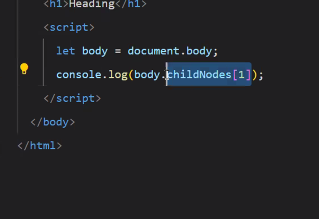 <h1>Heading</h1>
<script>
let body = document.body;
console.log(body.childNodes[1]);
</script>
</body>
</html>